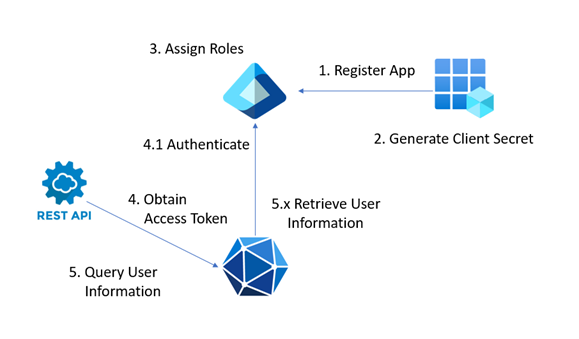 3. Assign Roles
1. Register App
2. Generate Client Secret
4.1 Authenticate
4. Obtain
Access Token
5.x Retrieve User
Information
REST API
5. Query User
Information